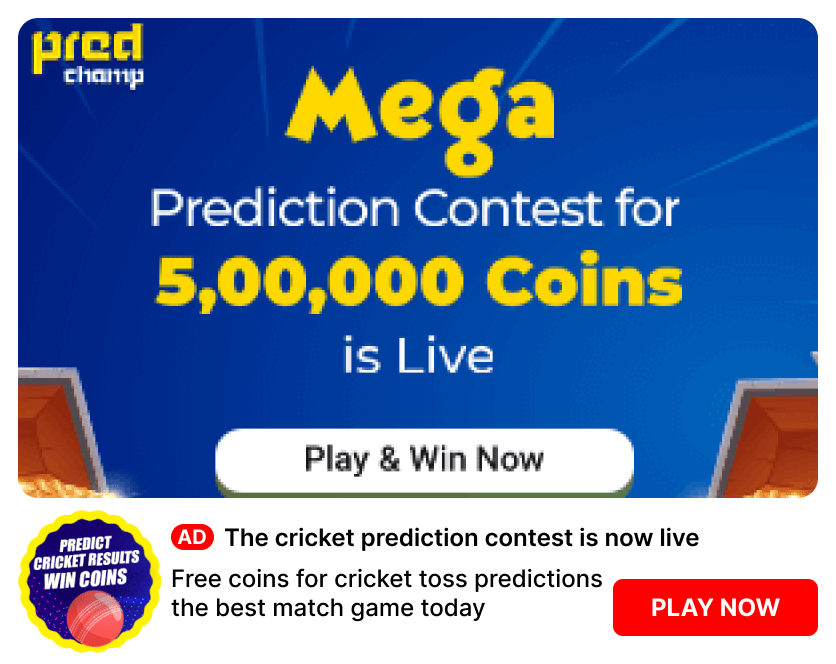 pred
champ
Mega
Prediction Contest for
5,00,000 Coins
is Live
Play & Win Now
PREDICT
CRICKET RESULTS
WIN COINS
AD The cricket prediction contest is now live
Free coins for cricket toss predictions
the best match game today
PLAY NOW